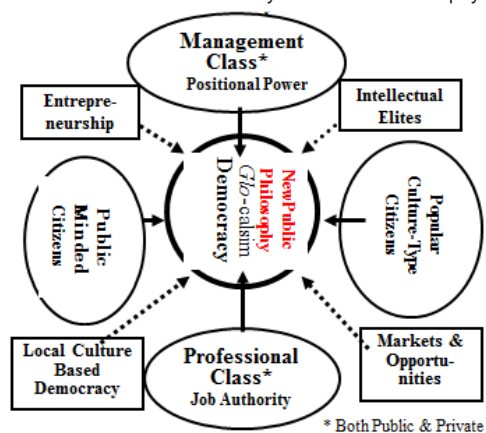 Management
Class*
Positional Power
Entrepre-
neurship
Intellectual
Elites
Public
Minded
Citizens
NewPublic
Philosophy
Glo-calsim
Democracy
Popular
Culture-Type
Citizens
Local Culture
Based
Democracy
Professional
Class*
Job Authority
Markets &
Opportu-
nities
* Both Public & Private